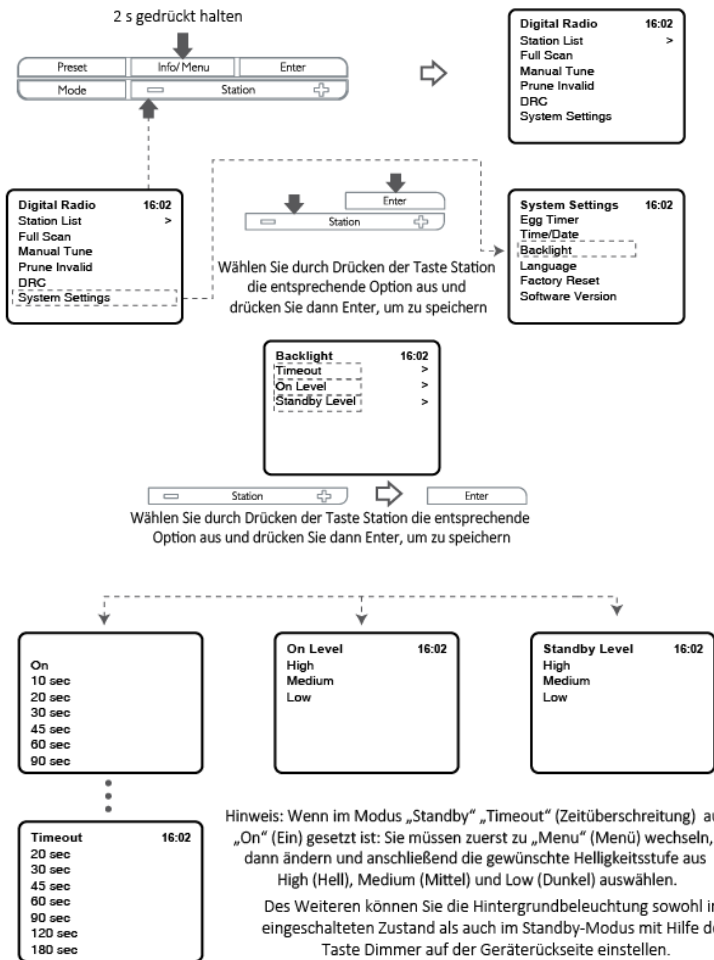 2 s gedrückt halten
Preset Info/Menu Enter
Mode Station
Digital Radio 16:02
Station List >
Full Scan
Manual Tune
Prune Invalid
DRC
System Settings
Digital Radio 16:02
Station List >
Full Scan
Manual Tune
Prune Invalid
DRC
System Settings
Enter
Station
Wählen Sie durch Drücken der Taste Station
die entsprechende Option aus und
drücken Sie dann Enter, um zu speichern
System Settings 16:02
Egg Timer
Time/Date
Backlight
Language
Factory Reset
Software Version
Backlight 16:02
Timeout >
On Level >
Standby Level >
Station Enter
Wählen Sie durch Drücken der Taste Station die entsprechende
Option aus und drücken Sie dann Enter, um zu speichern
On
10 sec
20 sec
30 sec
45 sec
60 sec
90 sec
On Level 16:02
High
Medium
Low
Standby Level 16:02
High
Medium
Low
Timeout 16:02
20 sec
30 sec
45 sec
60 sec
90 sec
120 sec
180 sec
Hinweis: Wenn im Modus „Standby“ „Timeout“ (Zeitüberschreitung)
„On“ (Ein) gesetzt ist: Sie müssen zuerst zu „Menu“ (Menü) wechseln,
dann ändern und anschließend die gewünschte Helligkeitsstufe aus
High (Hell), Medium (Mittel) und Low (Dunkel) auswählen.
Des Weiteren können Sie die Hintergrundbeleuchtung sowohl
eingeschalteten Zustand als auch im Standby-Modus mit Hilfe
Taste Dimmer auf der Geräterückseite einstellen.